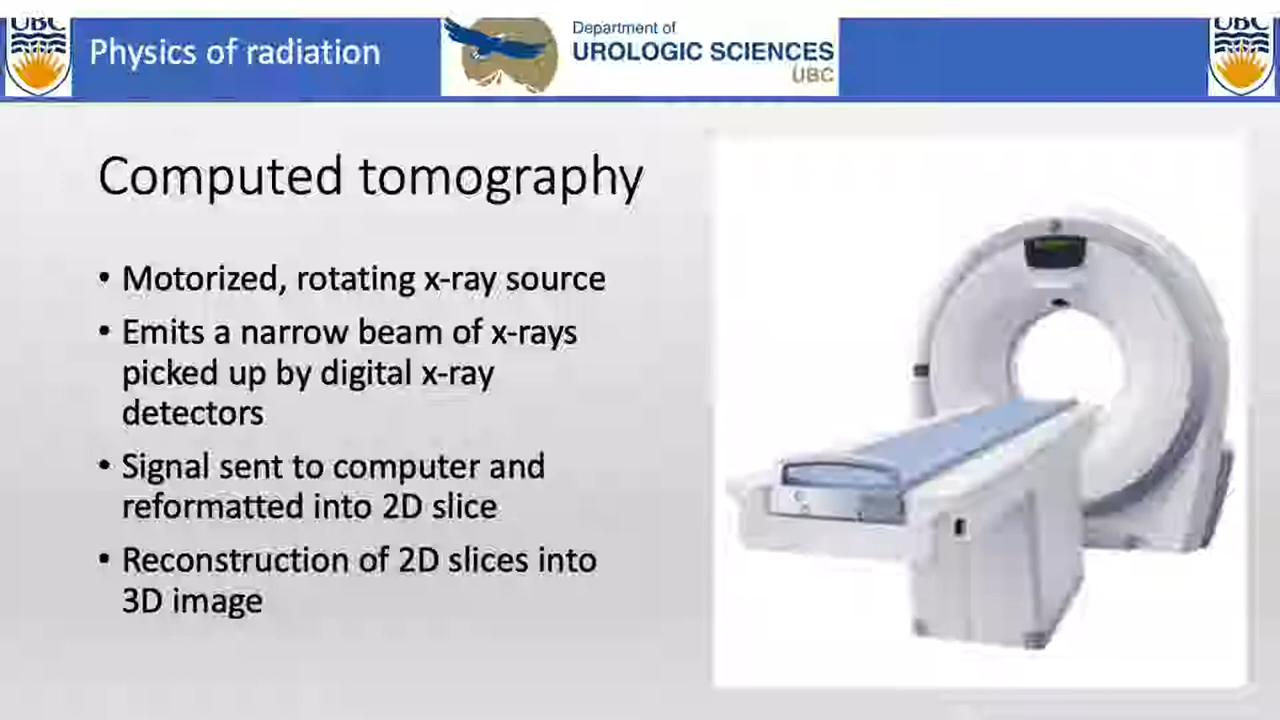 UBC
Physics of radiation
Department of
UROLOGIC SCIENCES
UBC
UBC
Computed tomography
• Motorized, rotating x-ray source
• Emits a narrow beam of x-rays
picked up by digital x-ray
detectors
• Signal sent to computer and
reformatted into 2D slice
• Reconstruction of 2D slices into
3D image